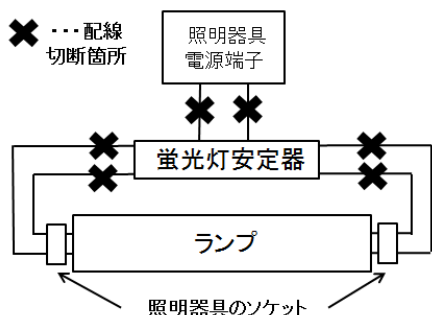 ✖ ･･･配線
切断箇所
照明器具
電源端子
蛍光灯安定器
ランプ
照明器具のソケット